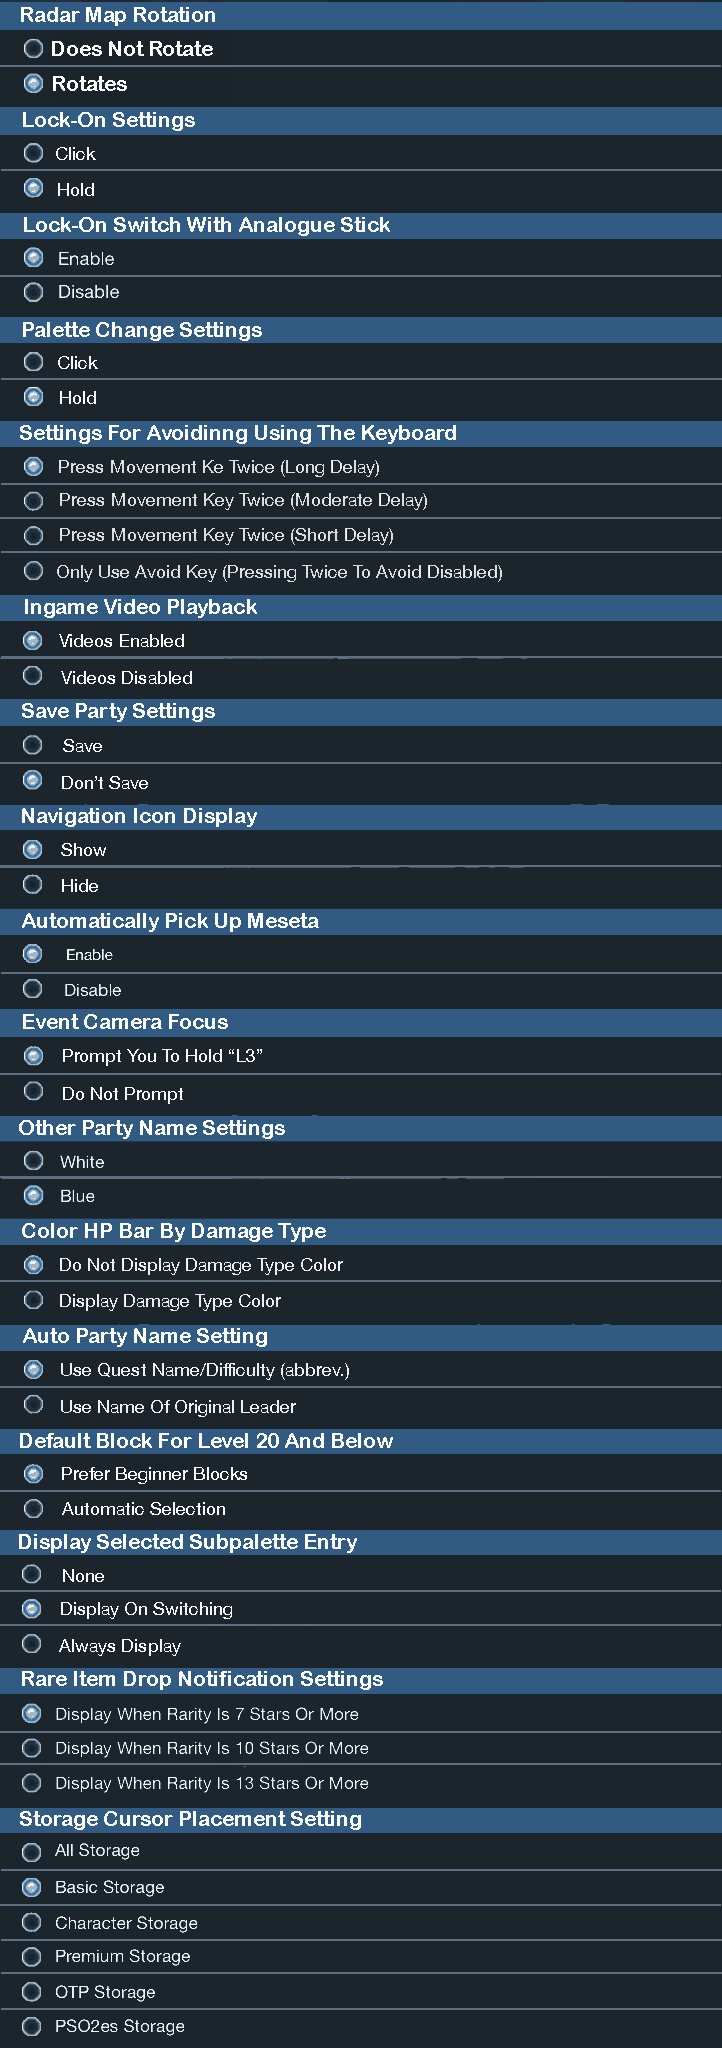 Radar Map Rotation
Does Not Rotate
Rotates
Lock-On Settings
Click
Hold
Lock-On Switch With Analogue Stick
Enable
Disable
Palette Change Settings
Click
Hold
Settings For Avoidinng Using The Keyboard
Press Movement Ke Twice (Long Delay)
Press Movement Key Twice (Moderate Delay)
Press Movement Key Twice (Short Delay)
Only Use Avoid Key (Pressing Twice To Avoid Disabled)
Ingame Video Playback
Videos Enabled
Videos Disabled
Save Party Settings
Save
Don’t Save
Navigation Icon Display
Show
Hide
Automatically Pick Up Meseta
Enable
Disable
Event Camera Focus
Prompt You To Hold “L3”
Do Not Prompt
Other Party Name Settings
White
Blue
Color HP Bar By Damage Type
Do Not Display Damage Type Color
Display Damage Type Color
Auto Party Name Setting
Use Quest Name/Difficulty (abbrev.)
Use Name Of Original Leader
Default Block For Level 20 And Below
Prefer Beginner Blocks
Automatic Selection
Display Selected Subpalette Entry
None
Display On Switching
Always Display
Rare Item Drop Notification Settings
Display When Rarity Is 7 Stars Or More
Display When Rarity Is 10 Stars Or More
Display When Rarity Is 13 Stars Or More
Storage Cursor Placement Setting
All Storage
Basic Storage
Character Storage
Premium Storage
OTP Storage
PSO2es Storage